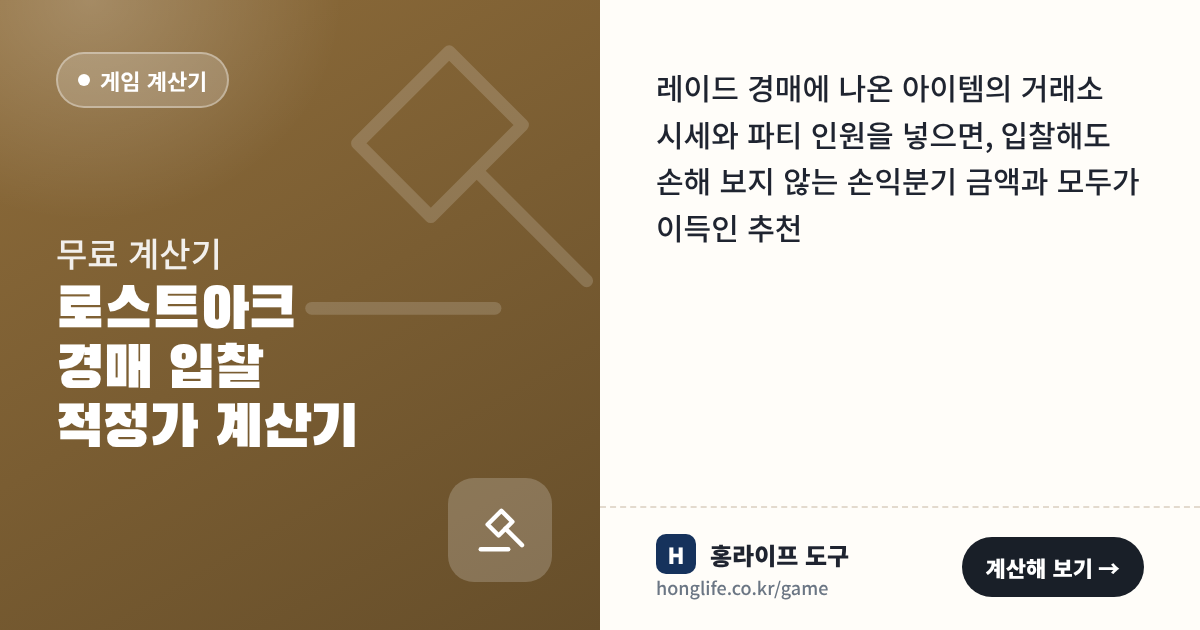 게임 계산기
무료 계산기
로스트아크
경매 입찰
적정가 계산기
레이드 경매에 나온 아이템의 거래소
시세와 파티 인원을 넣으면, 입찰해도
손해 보지 않는 손익분기 금액과 모두가
이득인 추천
H 홍라이프 도구
honglife.co.kr/game
계산해 보기 →